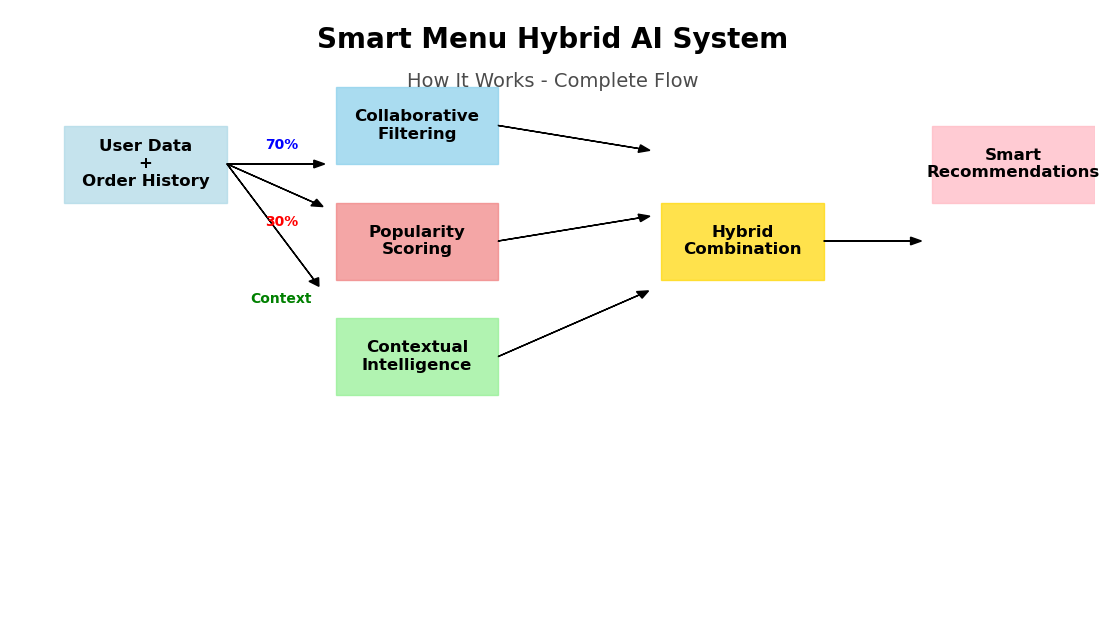 Smart Menu Hybrid AI System
How It Works - Complete Flow
User Data
+
Order History
70%
30%
Context
Collaborative
Filtering
Popularity
Scoring
Contextual
Intelligence
Hybrid
Combination
Smart
Recommendations